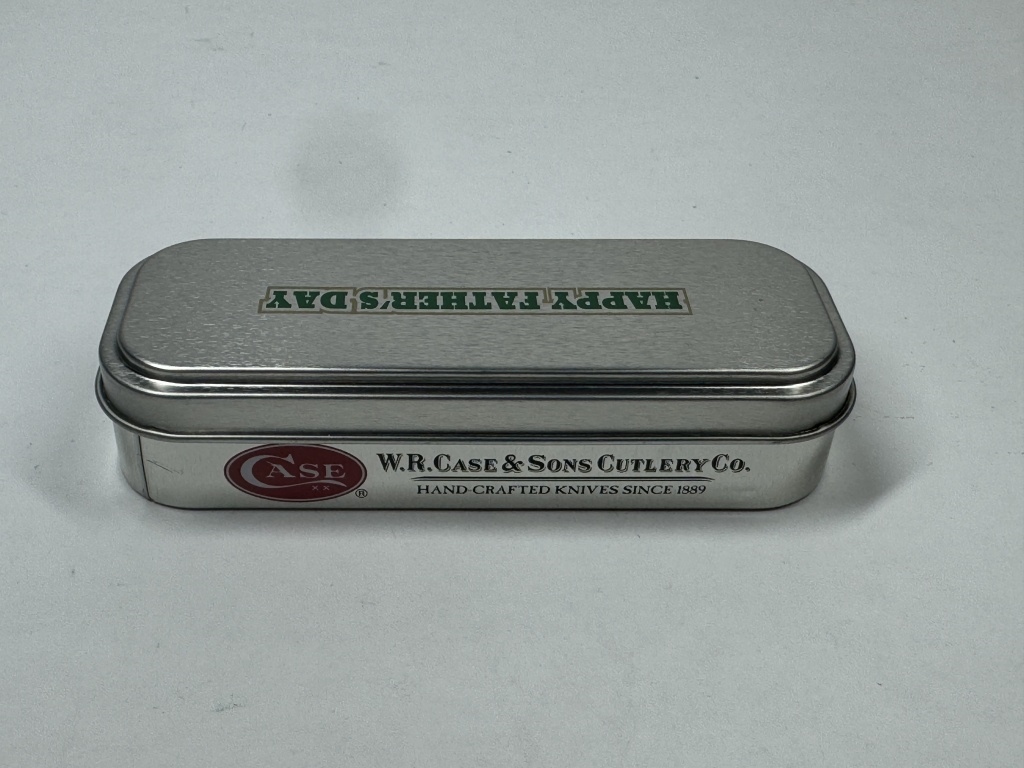 HAPPY FATHER'S DAY
CASE
XX
®
W.R. CASE & SONS CUTLERY CO.
HAND-CRAFTED KNIVES SINCE 1889